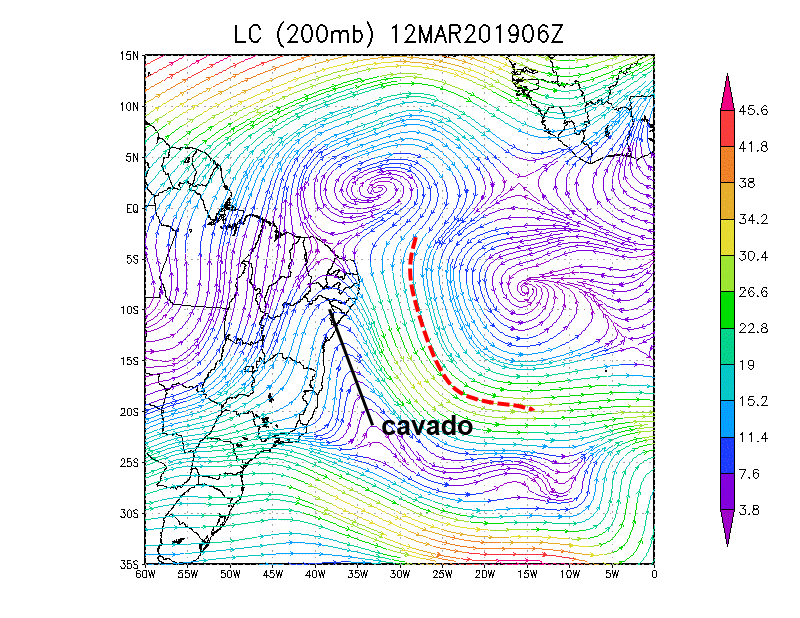 LC (200mb) 12MAR201906Z
15N
10N
5N
EQ
5S
10S
15S
20S
25S
30S
35S
60W 55W 50W 45W 40W 35W 30W 25W 20W 15W 10W 5W 0
cavado
45.6
41.8
38
34.2
30.4
26.6
22.8
19
15.2
11.4
7.6
3.8